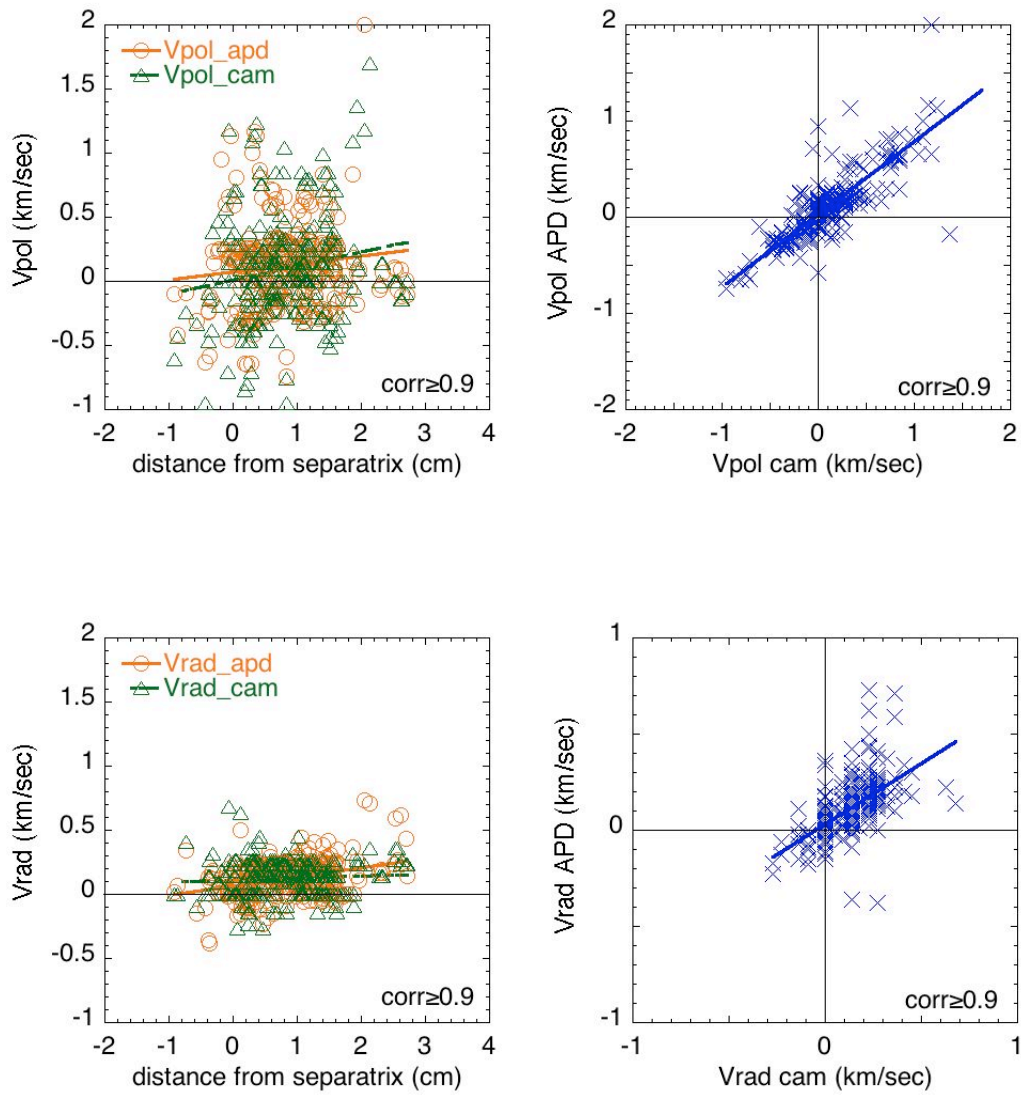 2
1.5
1
0.5
0
-0.5
-1
Vpol (km/sec)
Vpol_apd
Vpol_cam
corr≥0.9
-2 -1 0 1 2 3 4
distance from separatrix (cm)
2
1
0
-1
-2
Vpol APD (km/sec)
corr≥0.9
-2 -1 0 1 2
Vpol cam (km/sec)
2
1.5
1
0.5
0
-0.5
-1
Vrad (km/sec)
Vrad_apd
Vrad_cam
corr≥0.9
-2 -1 0 1 2 3 4
distance from separatrix (cm)
1
0
-1
Vrad APD (km/sec)
corr≥0.9
-1 0 1
Vrad cam (km/sec)